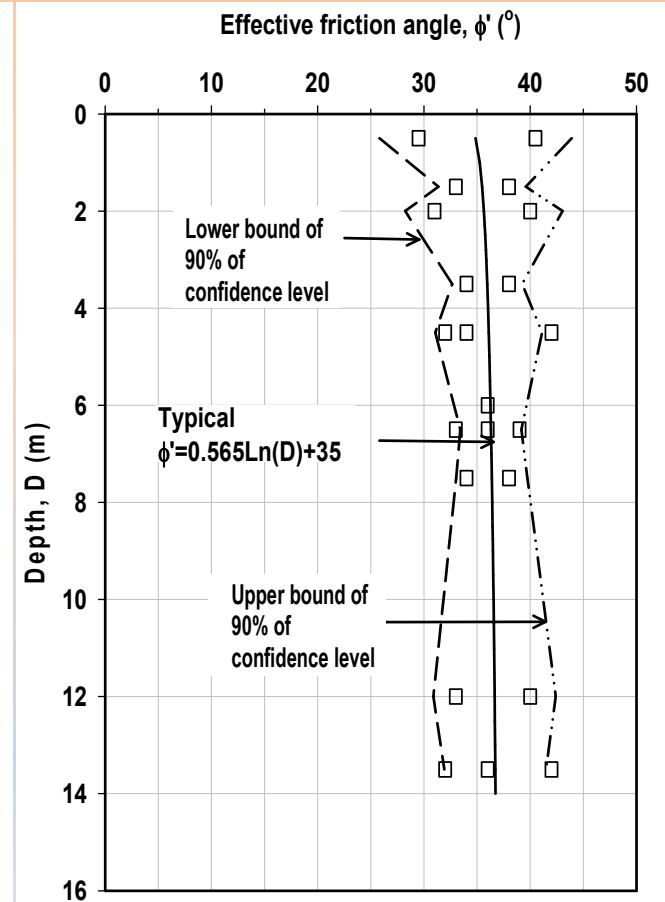 Effective friction angle, ϕ' (°)
0 10 20 30 40 50
0
2
4
6
8
10
12
14
16
Depth, D (m)
Lower bound of
90% of
confidence level
Typical
ϕ'=0.565Ln(D)+35
Upper bound of
90% of
confidence level